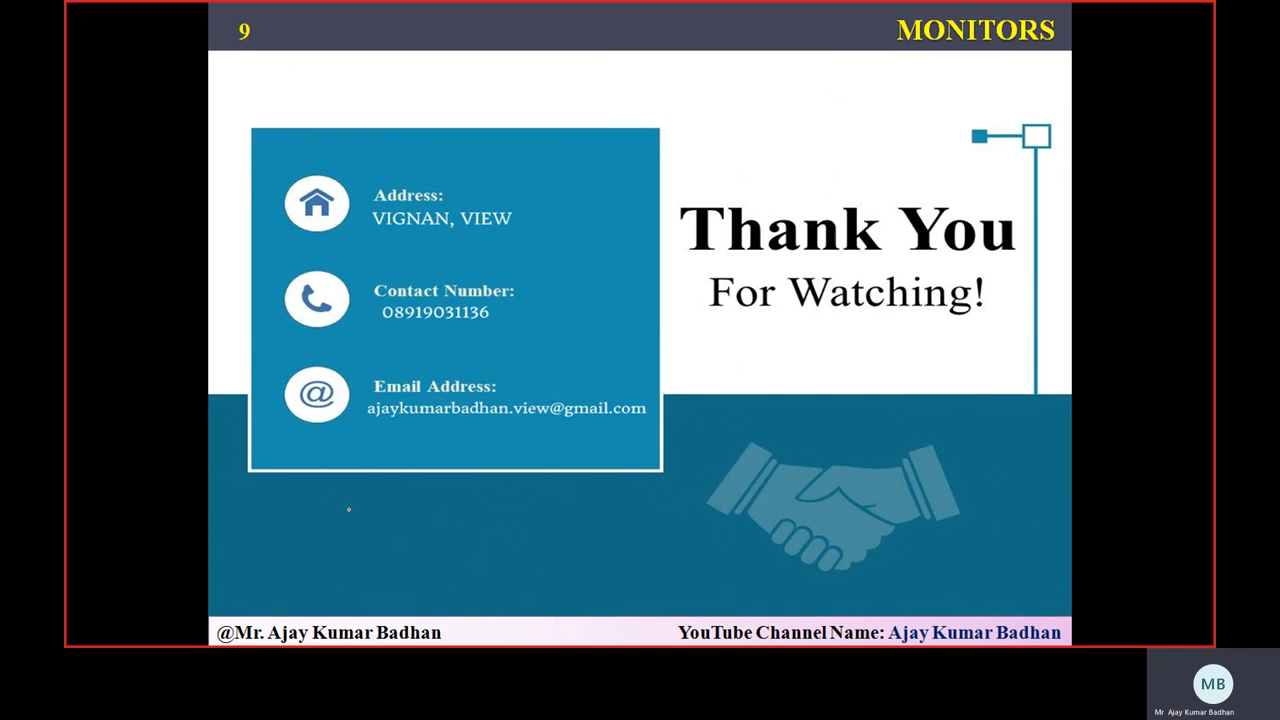 9
MONITORS
Address:
VIGNAN, VIEW
Contact Number:
08919031136
@
Email Address:
ajaykumarbadhan.view@gmail.com
Thank You
For Watching!
@Mr. Ajay Kumar Badhan
YouTube Channel Name: Ajay Kumar Badhan
MB
Mr Ajay Kumar Badhan